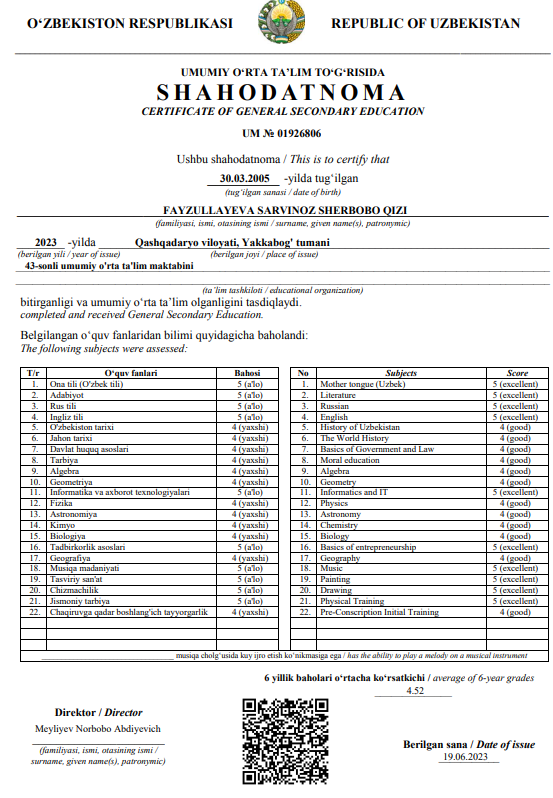 O‘ZBEKISTON RESPUBLIKASI REPUBLIC OF UZBEKISTAN
UMUMIY O‘RTA TA’LIM TO‘G‘RISIDA
SHAHODATNOMA
CERTIFICATE OF GENERAL SECONDARY EDUCATION
UM № 01926806
Ushbu shahodatnoma / This is to certify that
30.03.2005 -yilda tug‘ilgan
(tug‘ilgan sanasi / date of birth)
FAYZULLAYEVA SARVINOZ SHERBOBO QIZI
(familiyasi, ismi, otasining ismi / surname, given name(s), patronymic)
2023 -yilda Qashqadaryo viloyati, Yakkabog' tumani
(berilgan yili / year of issue) (berilgan joyi / place of issue)
43-sonli umumiy o'rta ta'lim maktabini
(ta’lim tashkiloti / educational organization)
bitirganligi va umumiy o‘rta ta’lim olganligini tasdiqlaydi.
completed and received General Secondary Education.
Belgilangan o‘quv fanlaridan bilimi quyidagicha baholandi:
The following subjects were assessed:
T/r O‘quv fanlari Bahosi No Subjects Score
1. Ona tili (O'zbek tili) 5 (a'lo) 1. Mother tongue (Uzbek) 5 (excellent)
2. Adabiyot 5 (a'lo) 2. Literature 5 (excellent)
3. Rus tili 5 (a'lo) 3. Russian 5 (excellent)
4. Ingliz tili 5 (a'lo) 4. English 5 (excellent)
5. O'zbekiston tarixi 4 (yaxshi) 5. History of Uzbekistan 4 (good)
6. Jahon tarixi 4 (yaxshi) 6. The World History 4 (good)
7. Davlat huquq asoslari 4 (yaxshi) 7. Basics of Government and Law 4 (good)
8. Tarbiya 4 (yaxshi) 8. Moral education 4 (good)
9. Algebra 4 (yaxshi) 9. Algebra 4 (good)
10. Geometriya 4 (yaxshi) 10. Geometry 4 (good)
11. Informatika va axborot texnologiyalari 5 (a'lo) 11. Informatics and IT 5 (excellent)
12. Fizika 4 (yaxshi) 12. Physics 4 (good)
13. Astronomiya 4 (yaxshi) 13. Astronomy 4 (good)
14. Kimyo 4 (yaxshi) 14. Chemistry 4 (good)
15. Biologiya 4 (yaxshi) 15. Biology 4 (good)
16. Tadbirkorlik asoslari 5 (a'lo) 16. Basics of entrepreneurship 5 (excellent)
17. Geografiya 4 (yaxshi) 17. Geography 4 (good)
18. Musiqa madaniyati 5 (a'lo) 18. Music 5 (excellent)
19. Tasviriy san'at 5 (a'lo) 19. Painting 5 (excellent)
20. Chizmachilik 5 (a'lo) 20. Drawing 5 (excellent)
21. Jismoniy tarbiya 5 (a'lo) 21. Physical Training 5 (excellent)
22. Chaqiruvga qadar boshlang'ich tayyorgarlik 4 (yaxshi) 22. Pre-Conscription Initial Training 4 (good)
musiqa cholg‘usida kuy ijro etish ko‘nikmasiga ega / has the ability to play a melody on a musical instrument
6 yillik baholari o‘rtacha ko‘rsatkichi / average of 6-year grades
4.52
Direktor / Director
Meyliyev Norbobo Abdiyevich
(familiyasi, ismi, otasining ismi /
surname, given name(s), patronymic)
Berilgan sana / Date of issue
19.06.2023